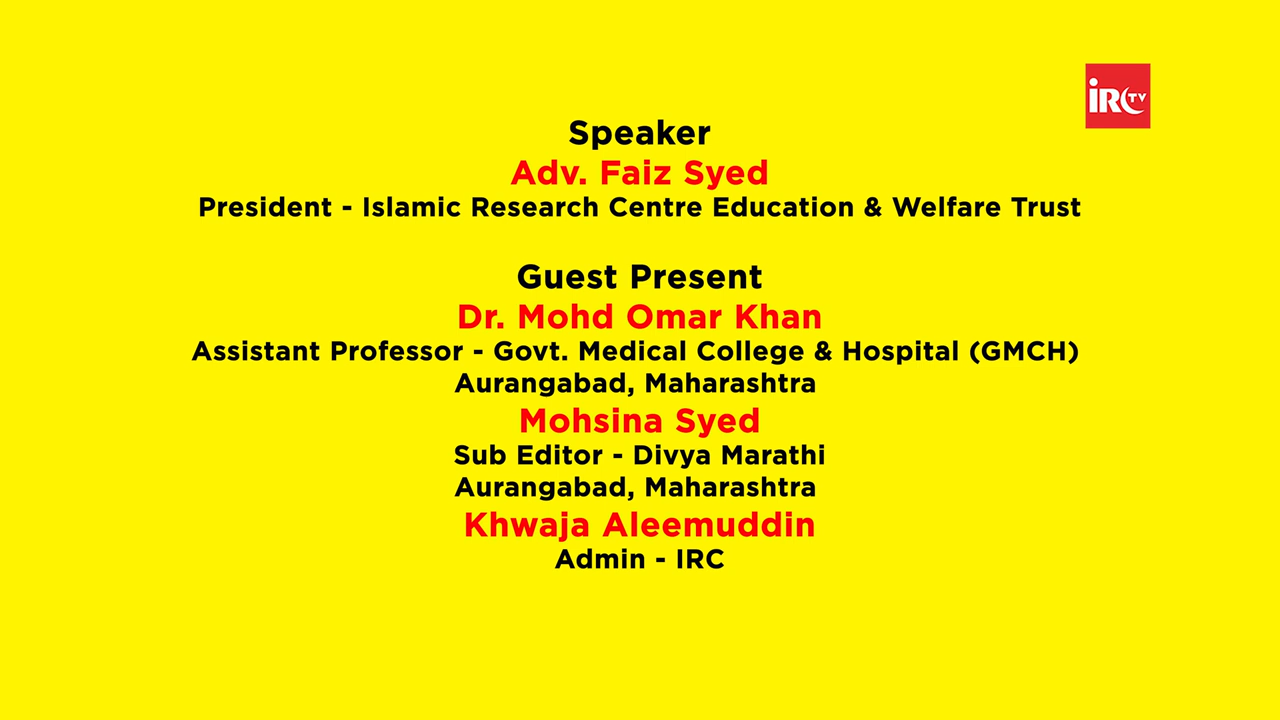 iRC TV
Speaker
Adv. Faiz Syed
President - Islamic Research Centre Education & Welfare Trust
Guest Present
Dr. Mohd Omar Khan
Assistant Professor - Govt. Medical College & Hospital (GMCH)
Aurangabad, Maharashtra
Mohsina Syed
Sub Editor - Divya Marathi
Aurangabad, Maharashtra
Khwaja Aleemuddin
Admin - IRC